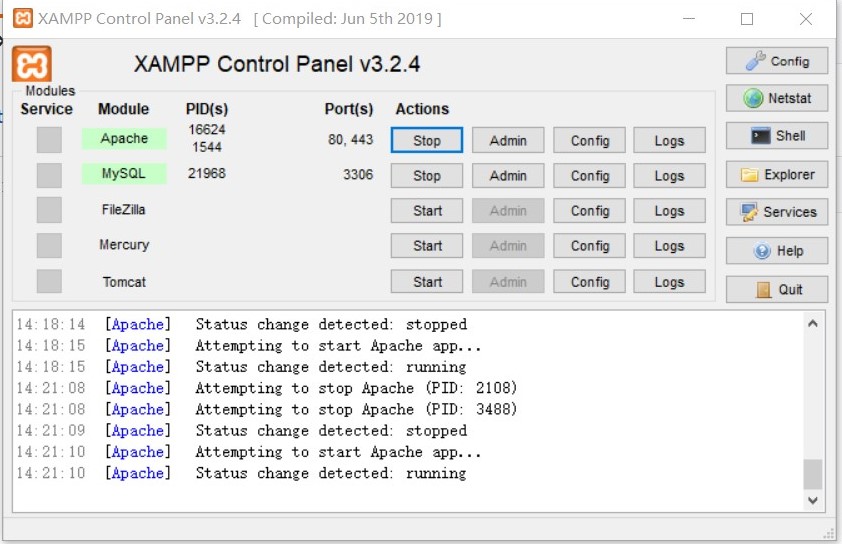 XAMPP Control Panel v3.2.4 [ Compiled: Jun 5th 2019 ]
XAMPP Control Panel v3.2.4
Config
Modules
Service Module PID(s) Port(s) Actions
Netstat
Apache 16624 1544 80, 443 Stop Admin Config Logs
Shell
MySQL 21968 3306 Stop Admin Config Logs
Explorer
FileZilla Start Admin Config Logs
Services
Mercury Start Admin Config Logs
Help
Tomcat Start Admin Config Logs
Quit
14:18:14 [Apache] Status change detected: stopped
14:18:15 [Apache] Attempting to start Apache app...
14:18:15 [Apache] Status change detected: running
14:21:08 [Apache] Attempting to stop Apache (PID: 2108)
14:21:08 [Apache] Attempting to stop Apache (PID: 3488)
14:21:09 [Apache] Status change detected: stopped
14:21:10 [Apache] Attempting to start Apache app...
14:21:10 [Apache] Status change detected: running